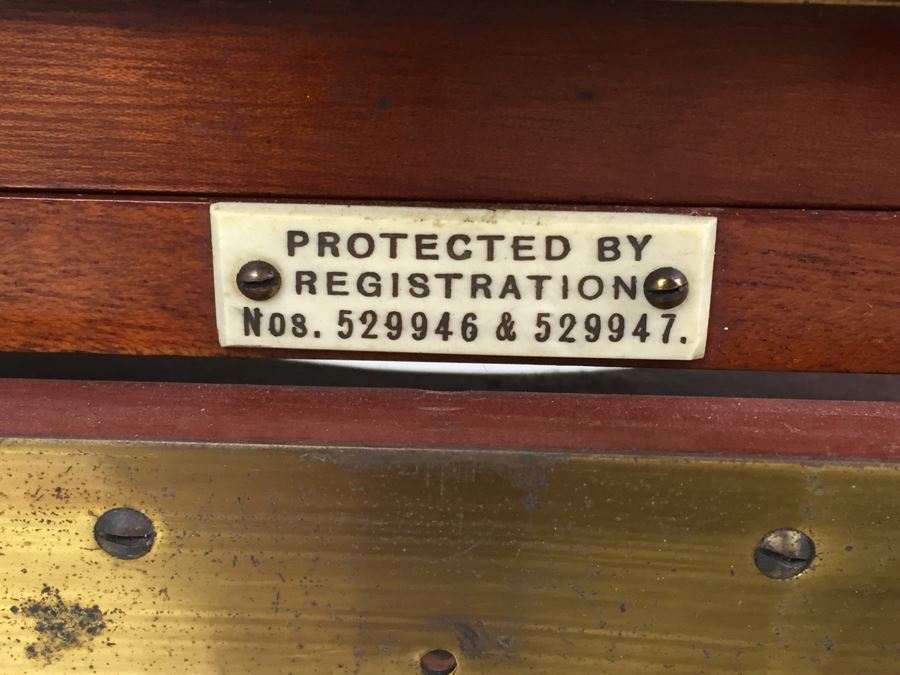 PROTECTED BY
REGISTRATION
Nos. 529946 & 529947.